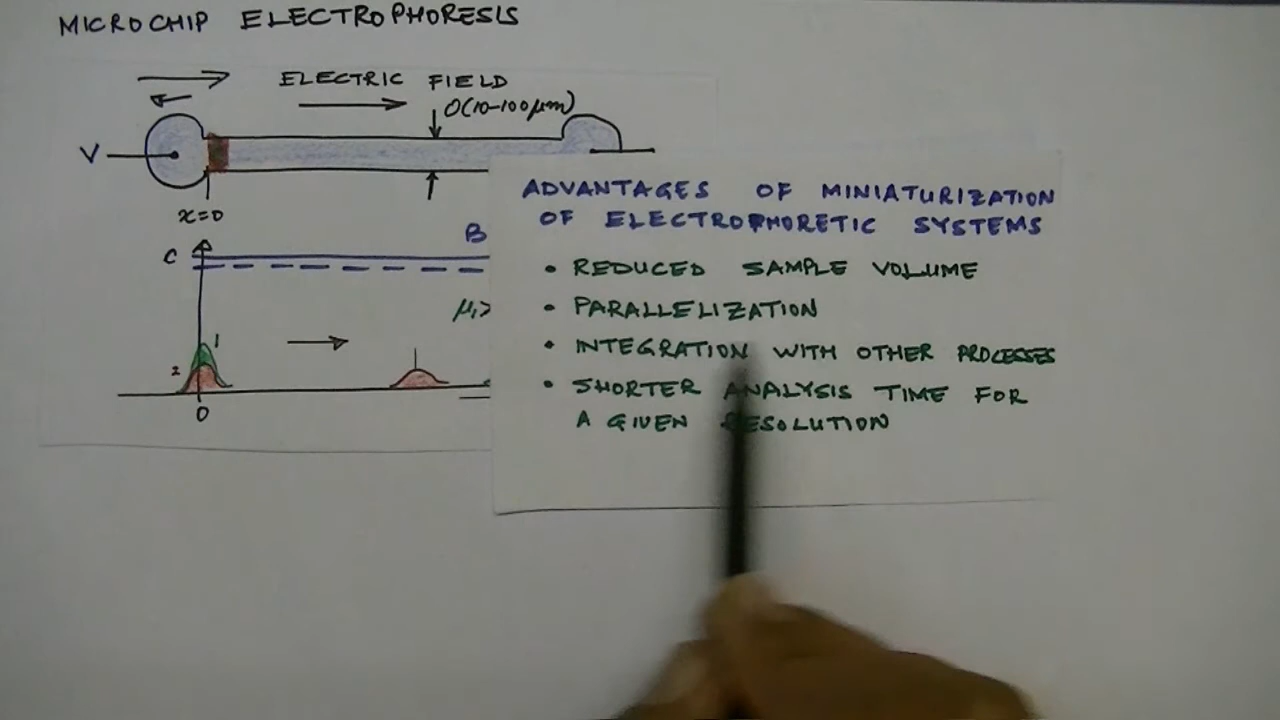 MICROCHIP ELECTROPHORESIS
ELECTRIC FIELD
O(10-100μm)
V
x=0
C
B
μ₁>
1
2
0
ADVANTAGES OF MINIATURIZATION
OF ELECTROPHORETIC SYSTEMS
• REDUCED SAMPLE VOLUME
• PARALLELIZATION
• INTEGRATION WITH OTHER PROCESSES
• SHORTER ANALYSIS TIME FOR
A GIVEN RESOLUTION